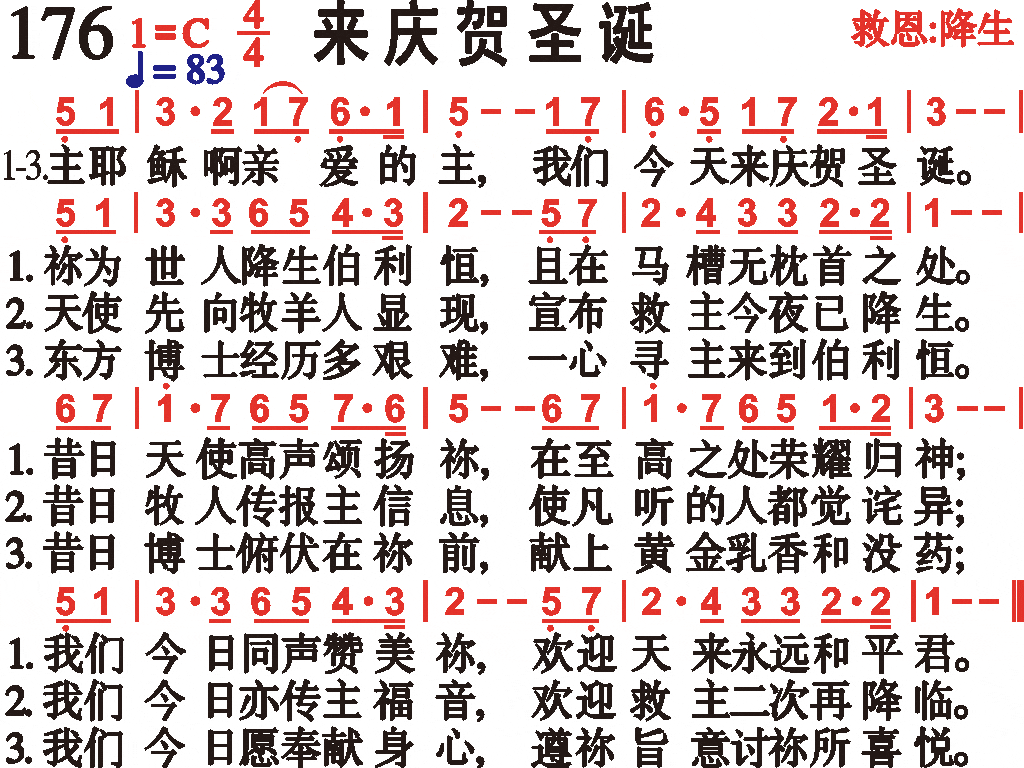 176 1=C 4/4 来庆贺圣诞 救恩:降生
♩=83
5 1 | 3·2 1 7 6·1 | 5 - - 1 7 | 6·5 1 7 2·1 | 3 - - |
1-3.主耶稣啊亲爱的主,我们今天来庆贺圣诞。
5 1 | 3·3 6 5 4·3 | 2 - - 5 7 | 2·4 3 3 2·2 | 1 - - |
1.祢为世人降生伯利恒,且在马槽无枕首之处。
2.天使先向牧羊人显现,宣布救主今夜已降生。
3.东方博士经历多艰难,一心寻主来到伯利恒。
6 7 | 1·7 6 5 7·6 | 5 - - 6 7 | 1·7 6 5 1·2 | 3 - - |
1.昔日天使高声颂扬祢,在至高之处荣耀归神;
2.昔日牧人传报主信息,使凡听的人都觉诧异;
3.昔日博士俯伏在祢前,献上黄金乳香和没药;
5 1 | 3·3 6 5 4·3 | 2 - - 5 7 | 2·4 3 3 2·2 | 1 - - ‖
1.我们今日同声赞美祢,欢迎天来永远和平君。
2.我们今日亦传主福音,欢迎救主二次再降临。
3.我们今日愿奉献身心,遵祢旨意讨祢所喜悦。